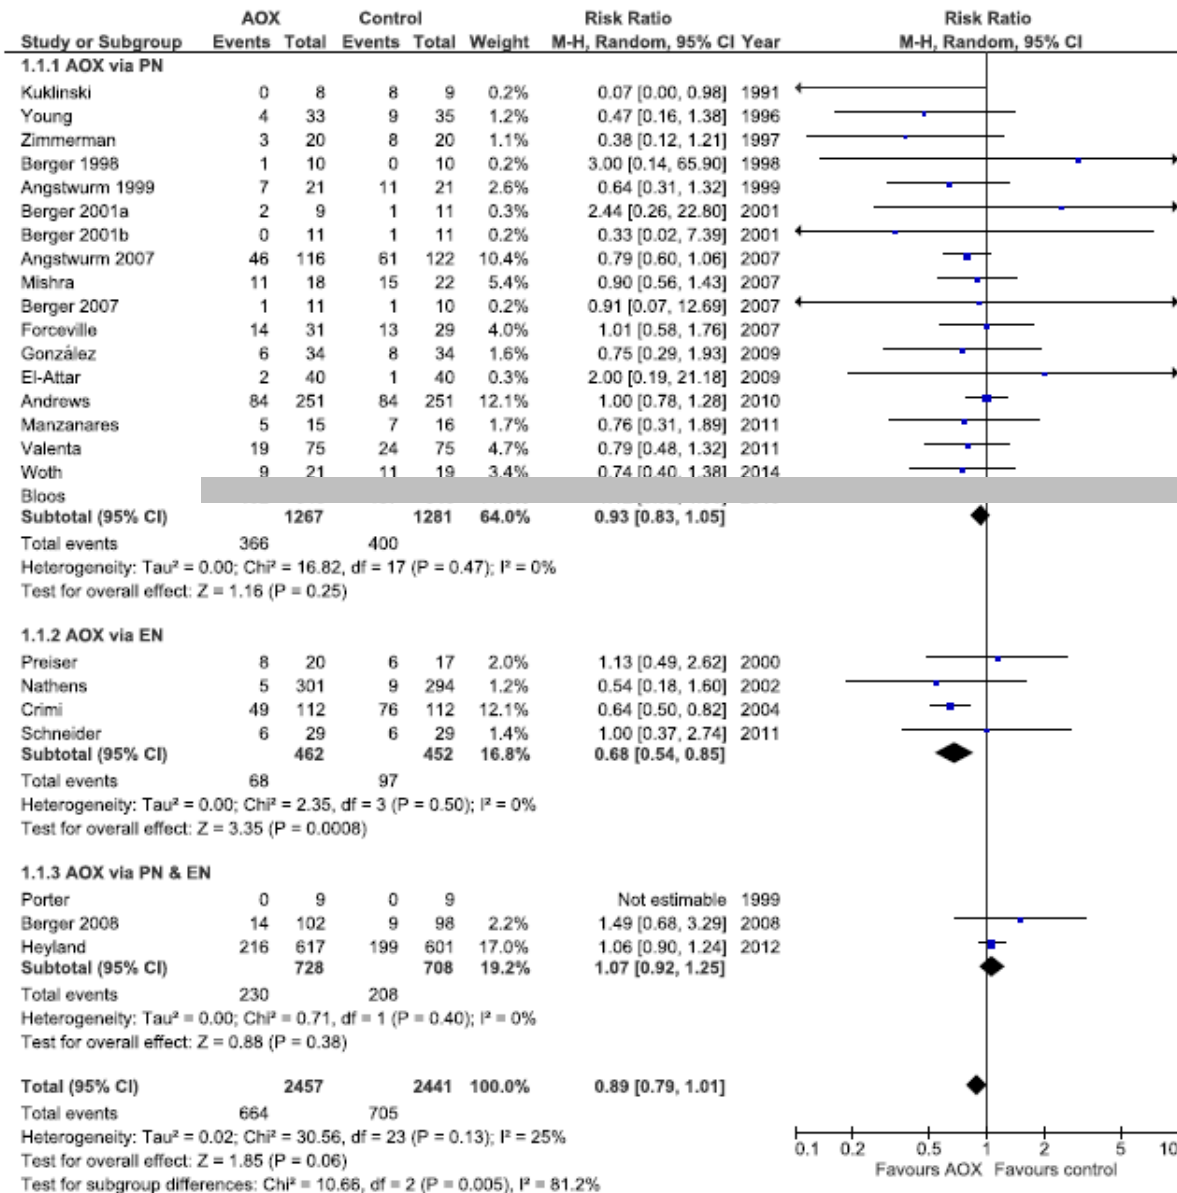 AOX Control Risk Ratio Risk Ratio
Study or Subgroup Events Total Events Total Weight M-H, Random, 95% CI Year M-H, Random, 95% CI
1.1.1 AOX via PN
Kuklinski 0 8 8 9 0.2% 0.07 [0.00, 0.98] 1991
Young 4 33 9 35 1.2% 0.47 [0.16, 1.38] 1996
Zimmerman 3 20 8 20 1.1% 0.38 [0.12, 1.21] 1997
Berger 1998 1 10 0 10 0.2% 3.00 [0.14, 65.90] 1998
Angstwurm 1999 7 21 11 21 2.6% 0.64 [0.31, 1.32] 1999
Berger 2001a 2 9 1 11 0.3% 2.44 [0.26, 22.80] 2001
Berger 2001b 0 11 1 11 0.2% 0.33 [0.02, 7.39] 2001
Angstwurm 2007 46 116 61 122 10.4% 0.79 [0.60, 1.06] 2007
Mishra 11 18 15 22 5.4% 0.90 [0.56, 1.43] 2007
Berger 2007 1 11 1 10 0.2% 0.91 [0.07, 12.69] 2007
Forceville 14 31 13 29 4.0% 1.01 [0.58, 1.76] 2007
González 6 34 8 34 1.6% 0.75 [0.29, 1.93] 2009
El-Attar 2 40 1 40 0.3% 2.00 [0.19, 21.18] 2009
Andrews 84 251 84 251 12.1% 1.00 [0.78, 1.28] 2010
Manzanares 5 15 7 16 1.7% 0.76 [0.31, 1.89] 2011
Valenta 19 75 24 75 4.7% 0.79 [0.48, 1.32] 2011
Woth 9 21 11 19 3.4% 0.74 [0.40, 1.38] 2014
Bloos
Subtotal (95% CI) 1267 1281 64.0% 0.93 [0.83, 1.05]
Total events 366 400
Heterogeneity: Tau² = 0.00; Chi² = 16.82, df = 17 (P = 0.47); I² = 0%
Test for overall effect: Z = 1.16 (P = 0.25)
1.1.2 AOX via EN
Preiser 8 20 6 17 2.0% 1.13 [0.49, 2.62] 2000
Nathens 5 301 9 294 1.2% 0.54 [0.18, 1.60] 2002
Crimi 49 112 76 112 12.1% 0.64 [0.50, 0.82] 2004
Schneider 6 29 6 29 1.4% 1.00 [0.37, 2.74] 2011
Subtotal (95% CI) 462 452 16.8% 0.68 [0.54, 0.85]
Total events 68 97
Heterogeneity: Tau² = 0.00; Chi² = 2.35, df = 3 (P = 0.50); I² = 0%
Test for overall effect: Z = 3.35 (P = 0.0008)
1.1.3 AOX via PN & EN
Porter 0 9 0 9 Not estimable 1999
Berger 2008 14 102 9 98 2.2% 1.49 [0.68, 3.29] 2008
Heyland 216 617 199 601 17.0% 1.06 [0.90, 1.24] 2012
Subtotal (95% CI) 728 708 19.2% 1.07 [0.92, 1.25]
Total events 230 208
Heterogeneity: Tau² = 0.00; Chi² = 0.71, df = 1 (P = 0.40); I² = 0%
Test for overall effect: Z = 0.88 (P = 0.38)
Total (95% CI) 2457 2441 100.0% 0.89 [0.79, 1.01]
Total events 664 705
Heterogeneity: Tau² = 0.02; Chi² = 30.56, df = 23 (P = 0.13); I² = 25%
Test for overall effect: Z = 1.85 (P = 0.06)
Test for subgroup differences: Chi² = 10.66, df = 2 (P = 0.005), I² = 81.2%
0.1 0.2 0.5 1 2 5 10
Favours AOX Favours control